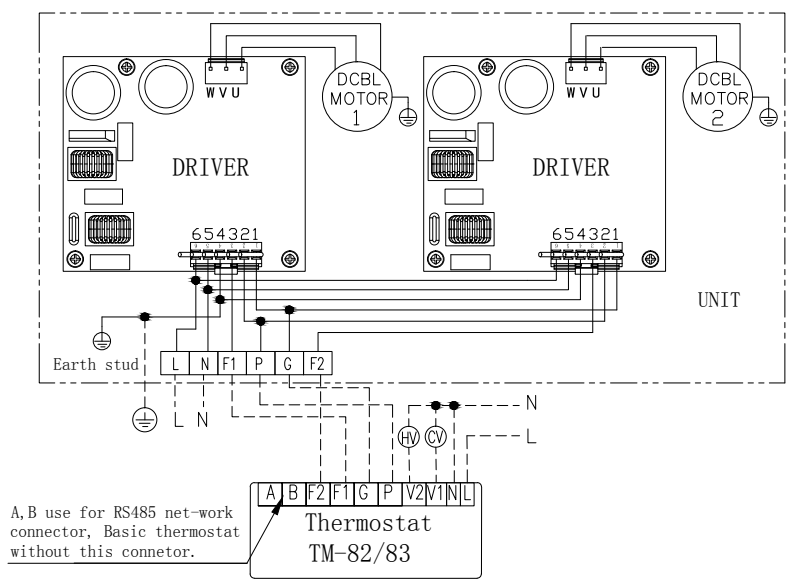 W V U
DCBL
MOTOR
1
W V U
DCBL
MOTOR
2
DRIVER
DRIVER
654321
654321
UNIT
Earth stud
L N F1 P G F2
L N
N
HV CV
L
A B F2 F1 G P V2 V1 N L
A,B use for RS485 net-work
connector, Basic thermostat
without this connetor.
Thermostat
TM-82/83